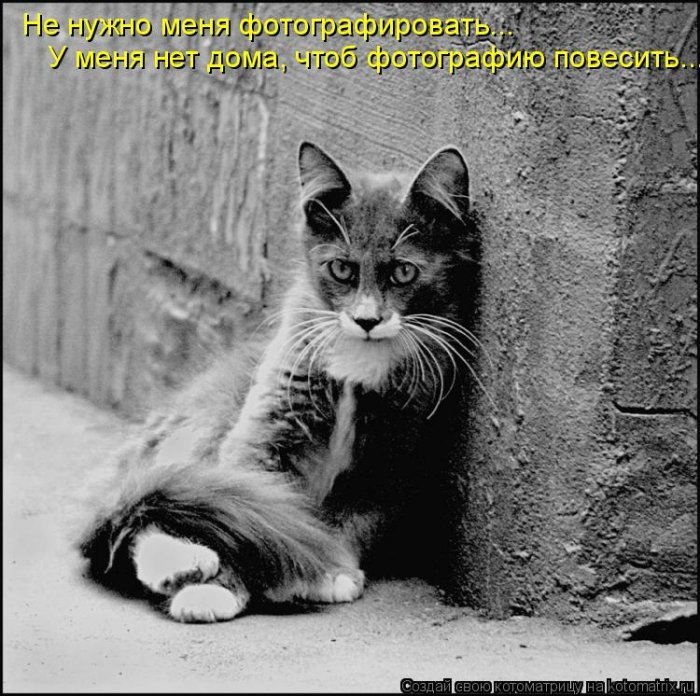 Не нужно меня фотографировать...
У меня нет дома, чтоб фотографию повесить...
Создай свою котоматрицу на kotomatrix.ru